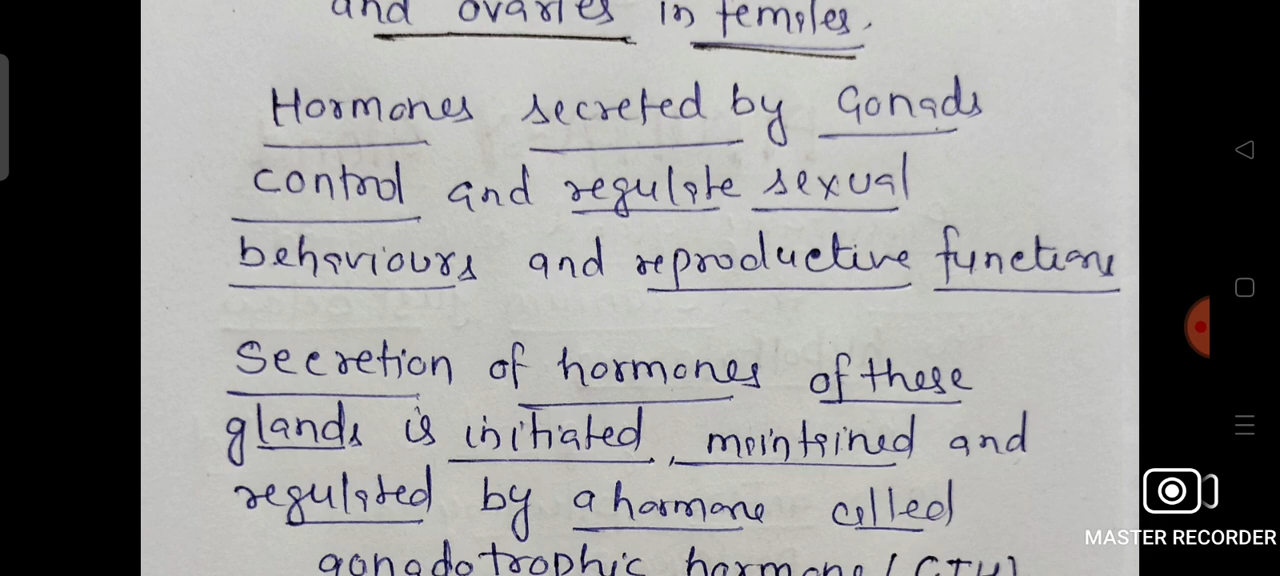 and ovaries in females.
Hormones secreted by Gonads
control and regulate sexual
behaviours and reproductive functions
Secretion of hormones of these
glands is initiated, maintained and
regulated by a hormone called
gonadotrophic hormone (GTH)
MASTER RECORDER